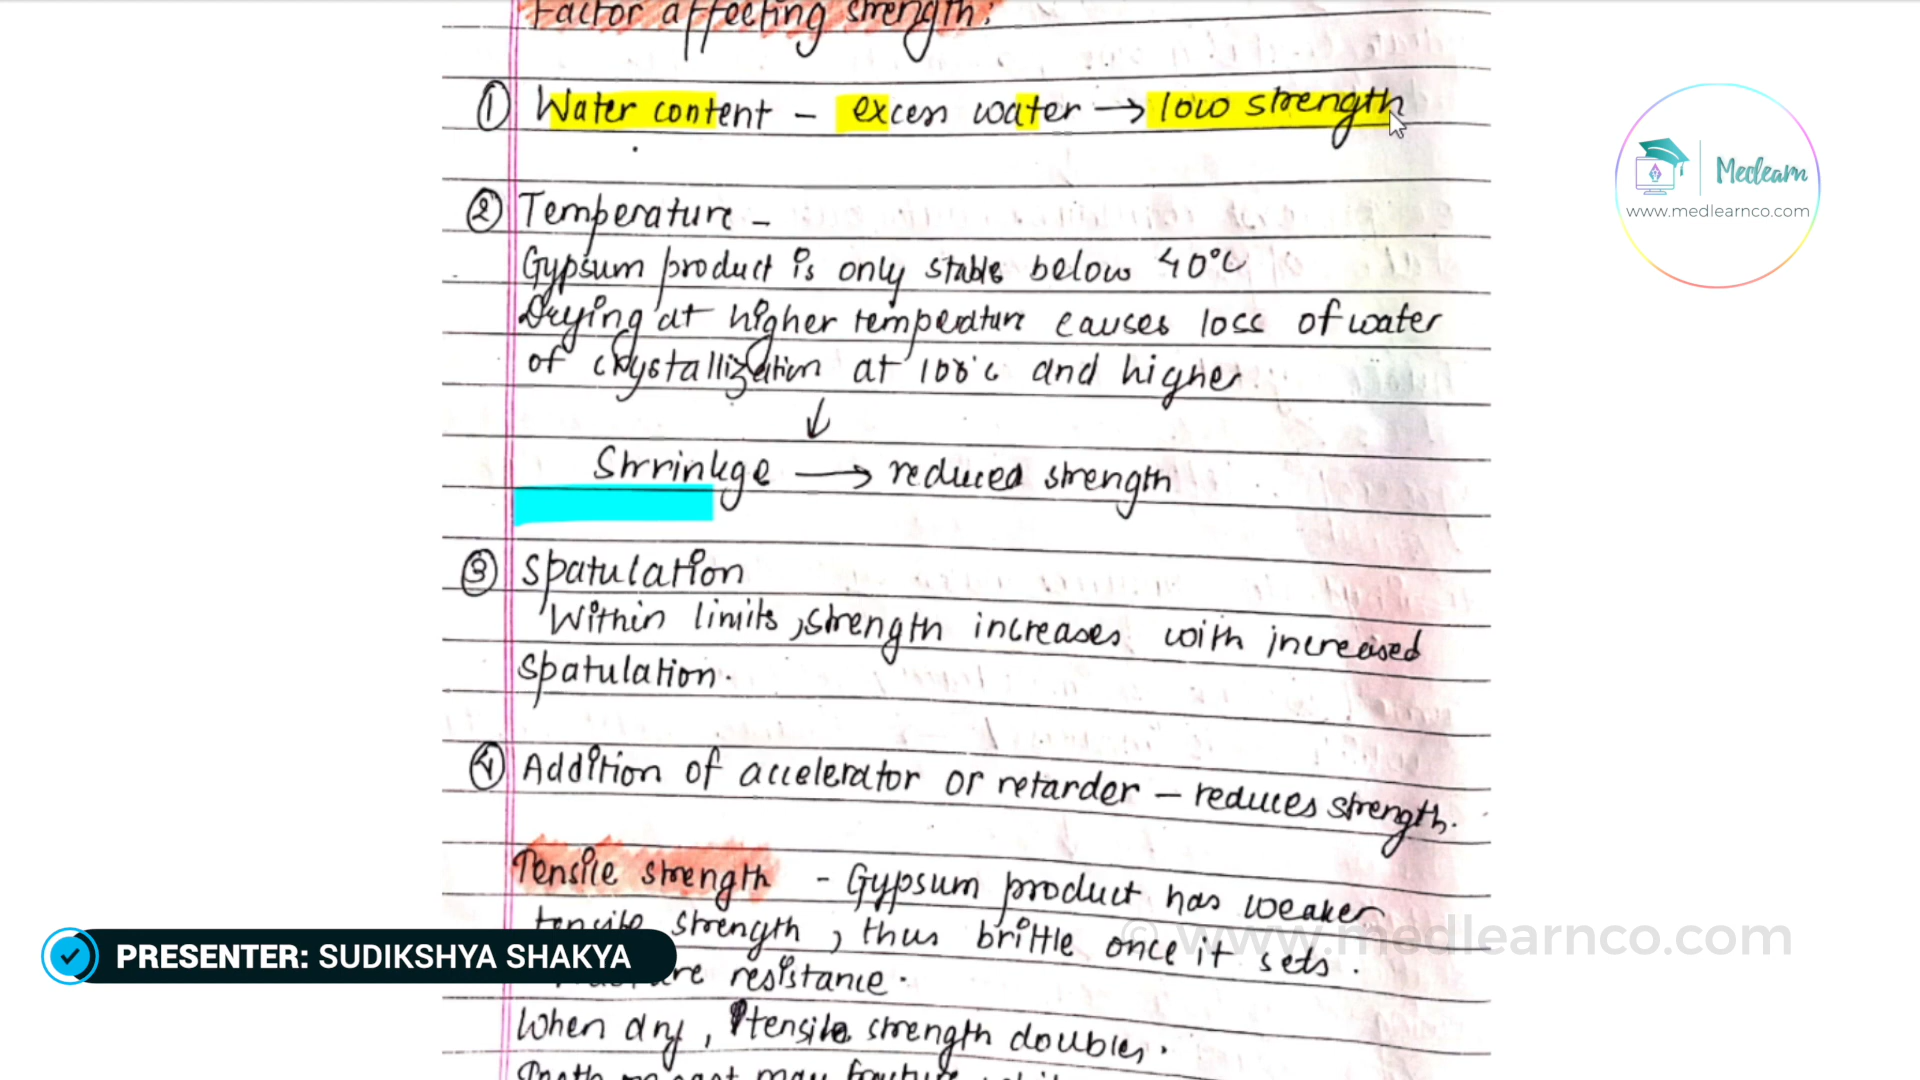 Factor affecting strength:
① Water content - excess water → low strength
② Temperature -
Gypsum product is only stable below 40°C
Drying at higher temperature causes loss of water
of crystallization at 100°C and higher
↓
Shrinkge → reduced strength
③ Spatulation
Within limits, strength increases with increased
spatulation.
④ Addition of accelerator or retarder - reduces strength.
Tensile strength - Gypsum product has weaker
tensile strength, thus brittle once it sets.
resistance.
When dry, tensile strength doubles.
may
Medlearn
www.medlearnco.com
© www.medlearnco.com
PRESENTER: SUDIKSHYA SHAKYA